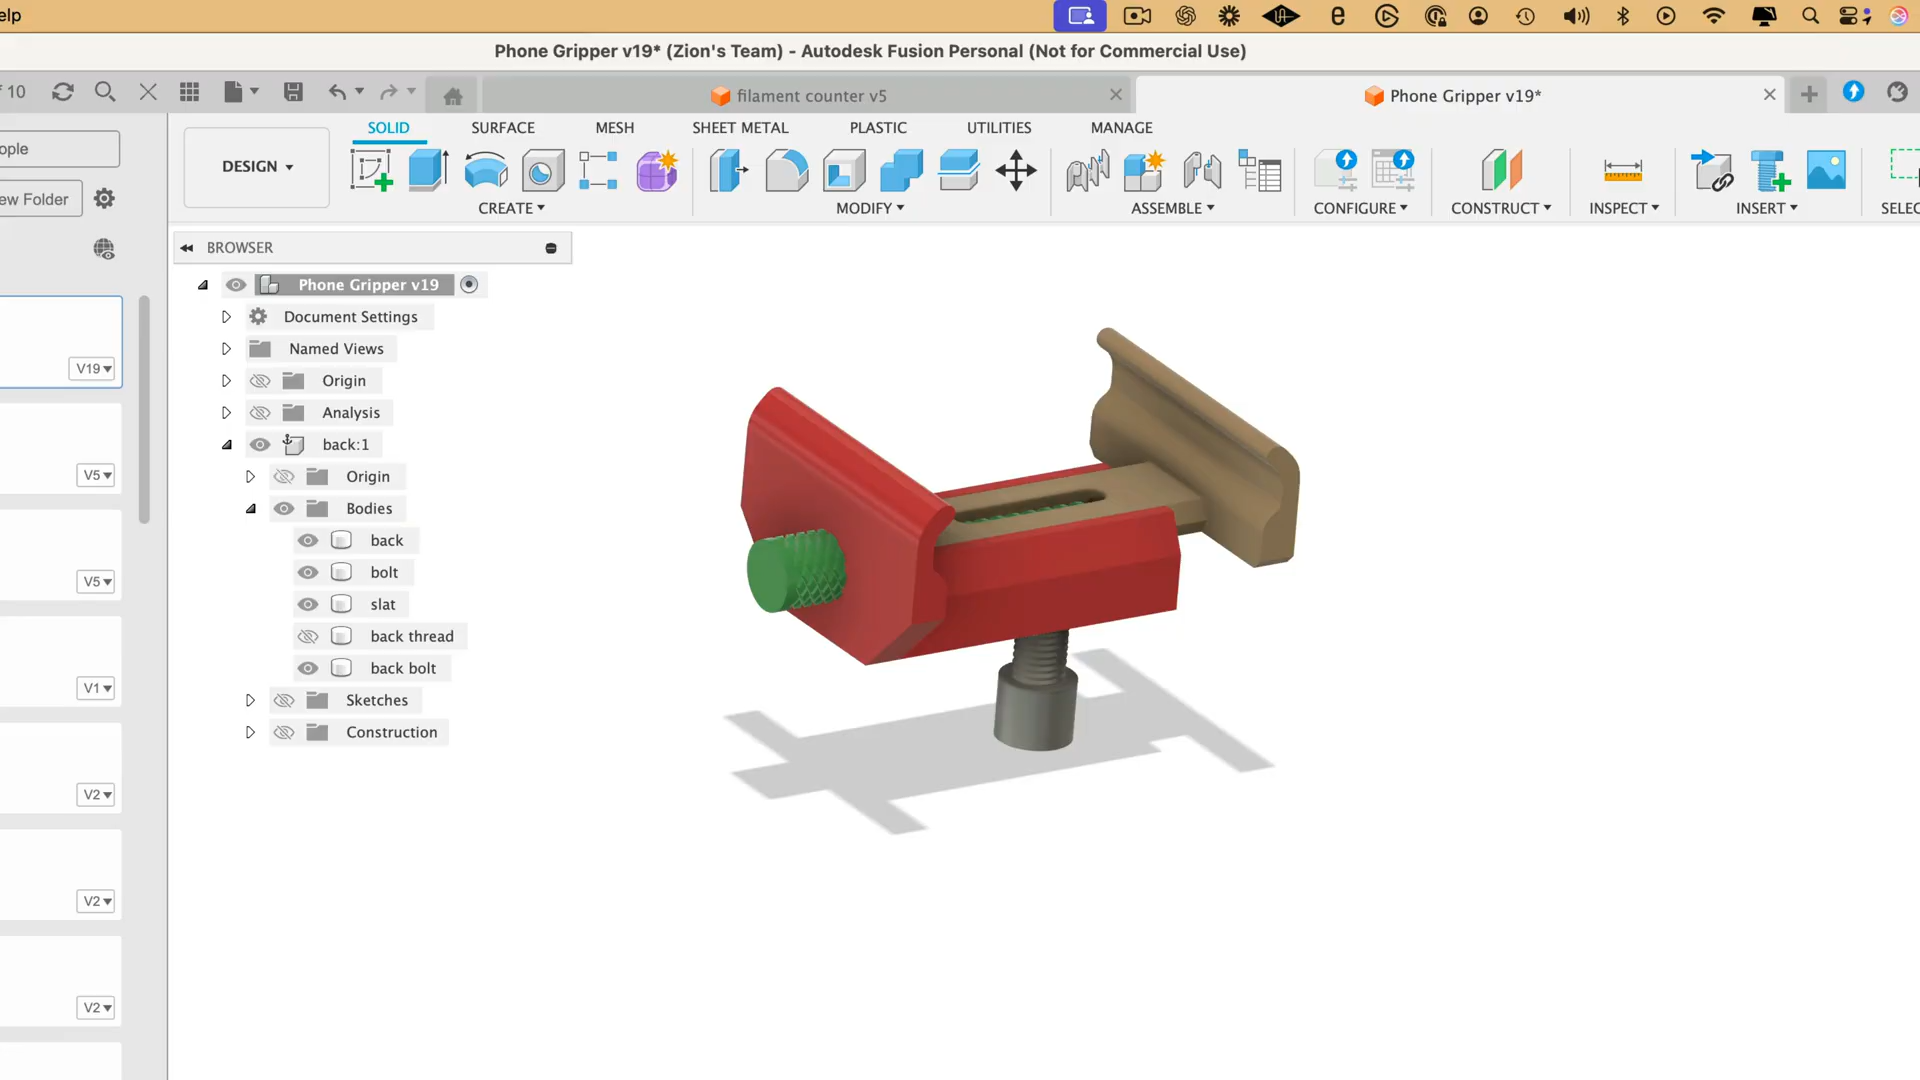 elp
Phone Gripper v19* (Zion's Team) - Autodesk Fusion Personal (Not for Commercial Use)
10
filament counter v5
Phone Gripper v19*
SOLID SURFACE MESH SHEET METAL PLASTIC UTILITIES MANAGE
ople
DESIGN
ew Folder
CREATE MODIFY ASSEMBLE CONFIGURE CONSTRUCT INSPECT INSERT SELEC
BROWSER
Phone Gripper v19
Document Settings
Named Views
V19
Origin
Analysis
back:1
V5
Origin
Bodies
back
bolt
V5
slat
back thread
back bolt
V1
Sketches
Construction
V2
V2
V2